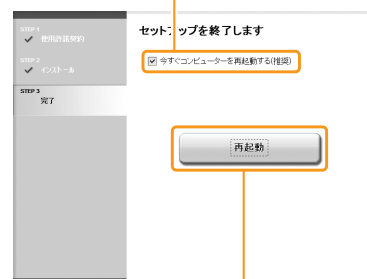 STEP 1
使用許諾契約
STEP 2
インストール
STEP 3
完了
セットアップを終了します
今すぐコンピューターを再起動する(推奨)
再起動